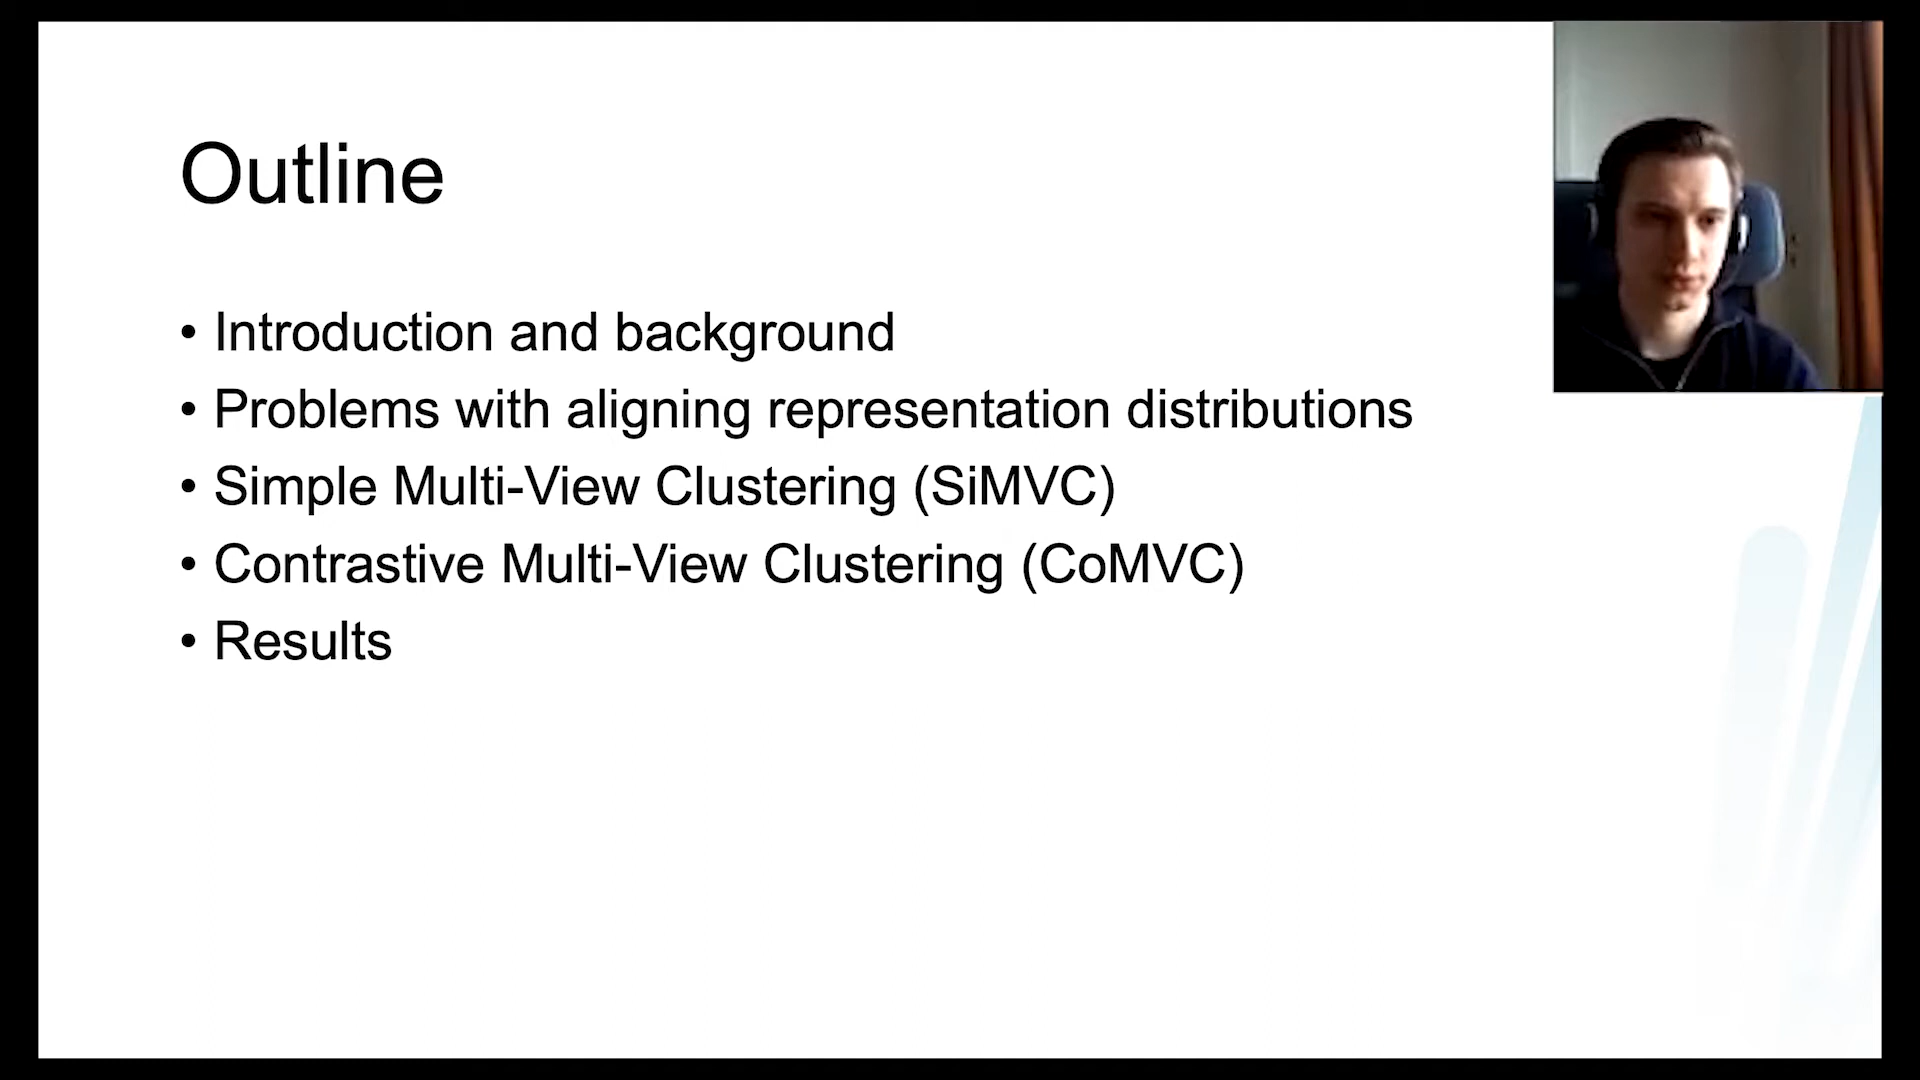 Outline
• Introduction and background
• Problems with aligning representation distributions
• Simple Multi-View Clustering (SiMVC)
• Contrastive Multi-View Clustering (CoMVC)
• Results